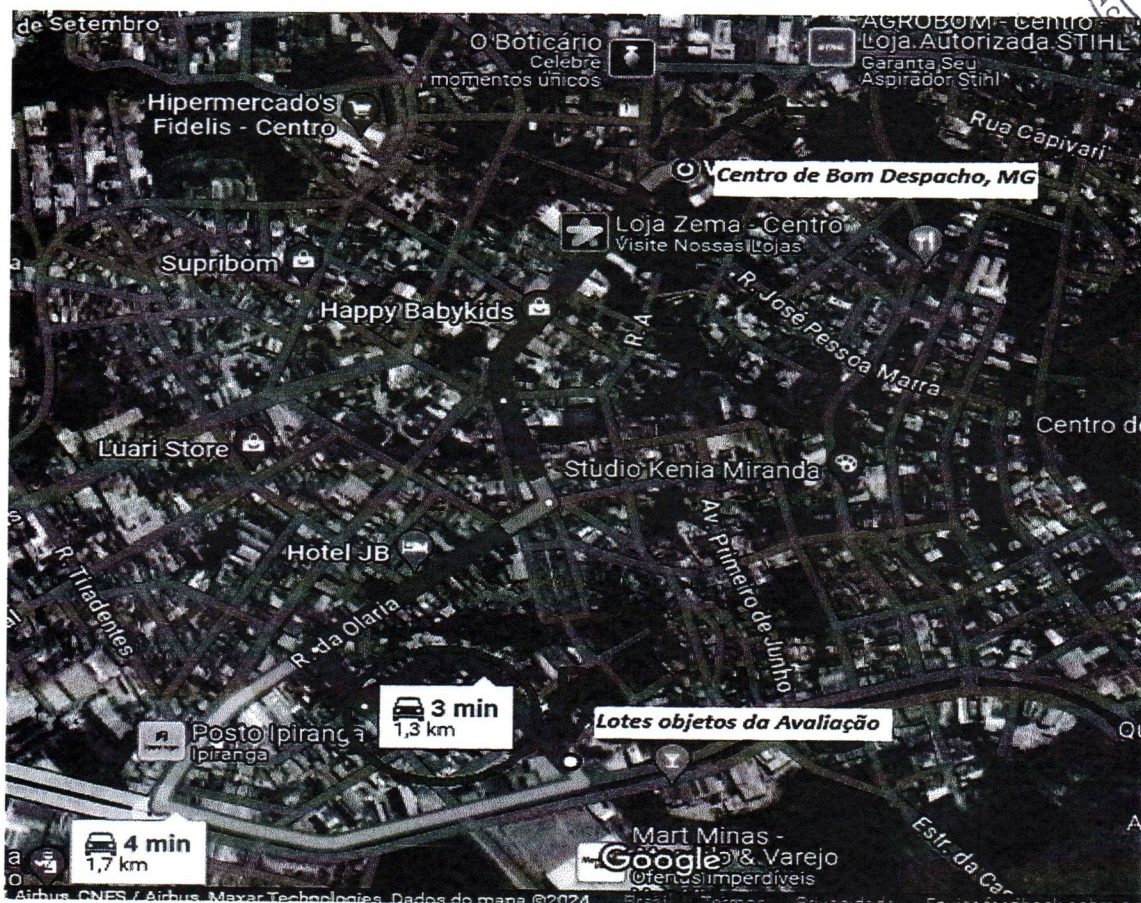 de Setembro
O Boticário
Celebre
momentos únicos
AGROBOM - Centro -
Loja Autorizada STIHL
Garanta Seu
Aspirador Stihl
Hipermercado's
Fidelis - Centro
Rua Capivari
Centro de Bom Despacho, MG
Loja Zema - Centro
Visite Nossas Lojas
Supribom
Happy Babykids
R. A
R. José Pessoa Marra
Centro de
Luari Store
Studio Kenia Miranda
Hotel JB
Av. Primeiro de Junho
R. Tiradentes
R. da Olaria
3 min
1,3 km
Lotes objetos da Avaliação
Posto Ipiranga
Ipiranga
4 min
1,7 km
Mart Minas -
Google & Varejo
Ofertas Imperdíveis
Estr. da
Airbus, CNES / Airbus, Maxar Technologies, Dados do mapa ©2024
Brasil Termos Privacidade